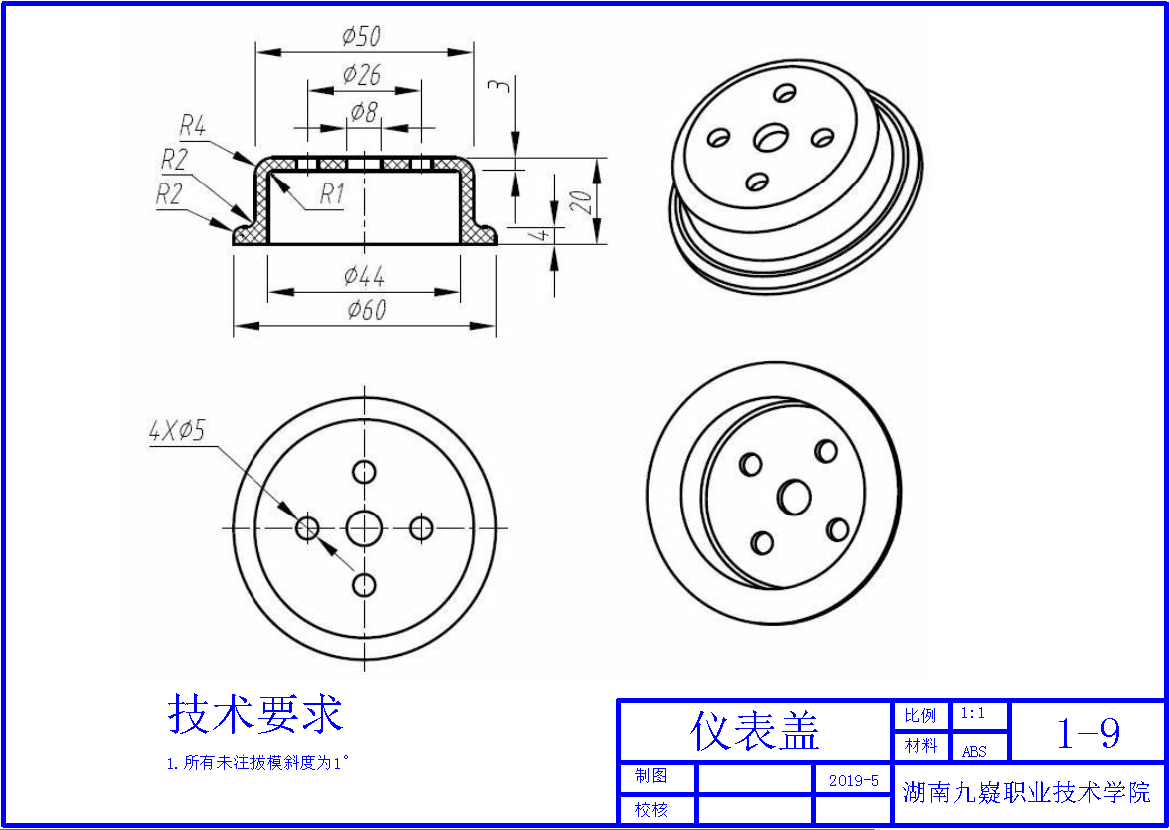 Ø50
Ø26
3
Ø8
R4
R2
R2
R1
20
4
Ø44
Ø60
4XØ5
技术要求
1.所有未注拔模斜度为1°
仪表盖
比例
1:1
材料
ABS
1-9
制图
2019-5
校核
湖南九嶷职业技术学院